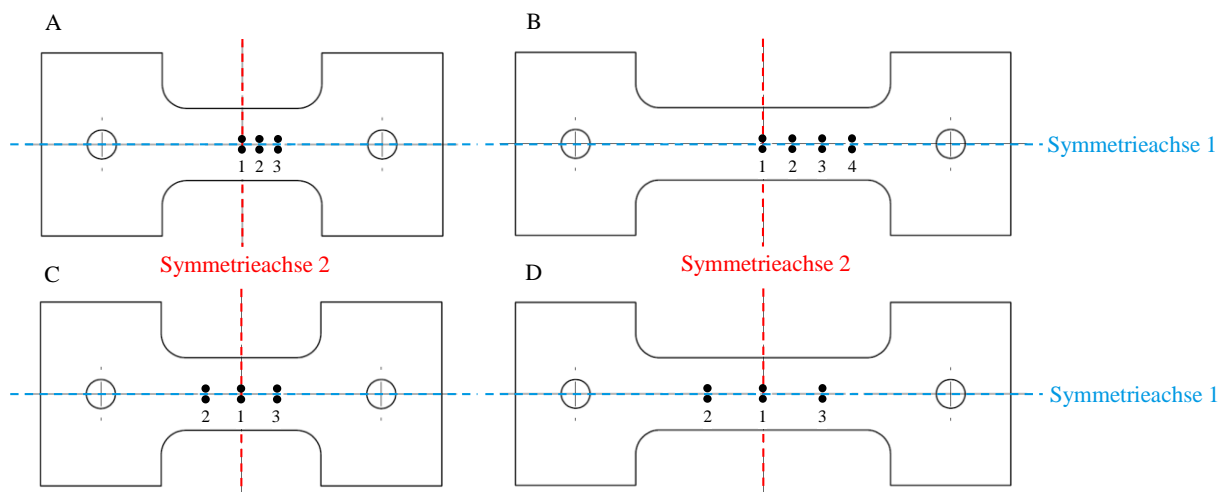 A
B
1 2 3
1 2 3 4
Symmetrieachse 1
Symmetrieachse 2
Symmetrieachse 2
C
D
2 1 3
2 1 3
Symmetrieachse 1